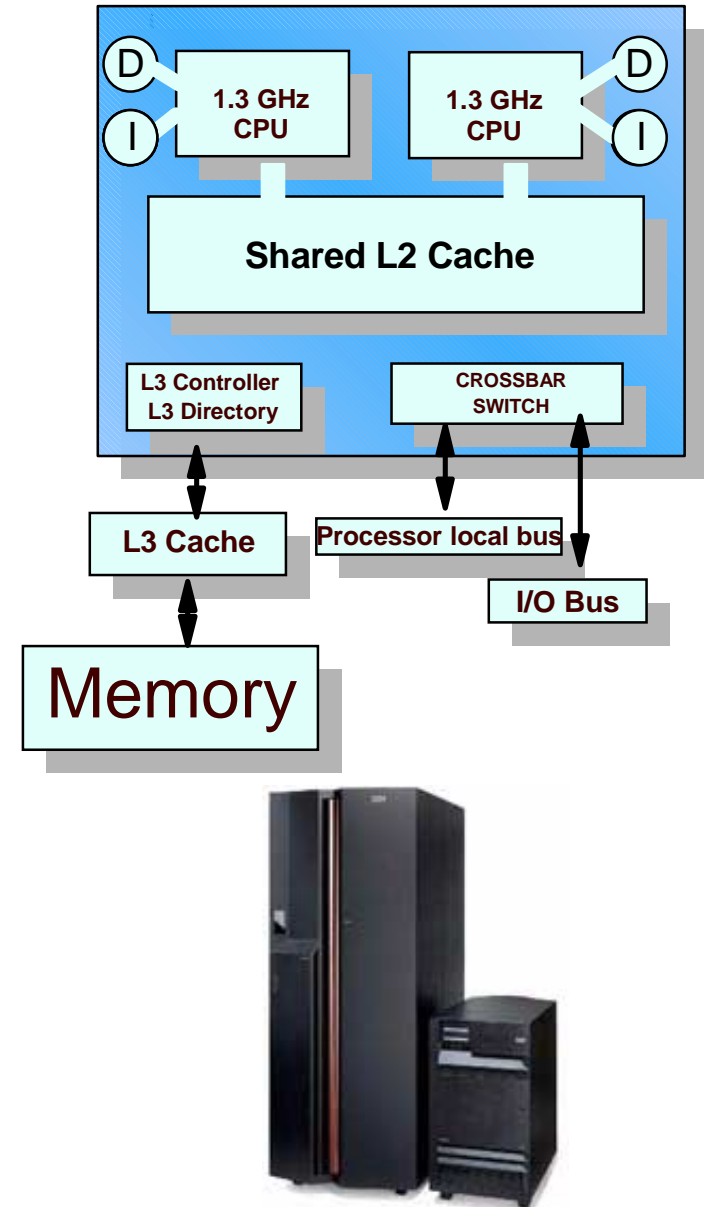 D
D
1.3 GHz
CPU
1.3 GHz
CPU
I
I
Shared L2 Cache
L3 Controller
L3 Directory
CROSSBAR
SWITCH
L3 Cache
Processor local bus
I/O Bus
Memory